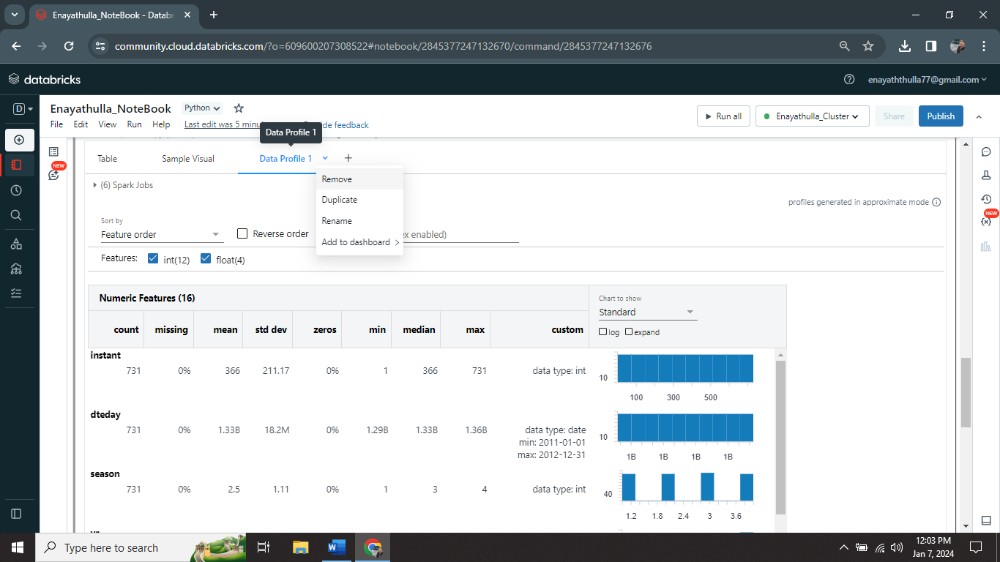 Enayathulla_NoteBook - Datab
community.cloud.databricks.com/?o=609600207308522#notebook/2845377247132670/command/2845377247132676
databricks
enayaththulla77@gmail.com
D
Enayathulla_NoteBook Python
File Edit View Run Help Last edit was 5 minu de feedback
Run all Enayathulla_Cluster Share Publish
Data Profile 1
NEW
Table Sample Visual Data Profile 1 +
Remove
Duplicate
Rename
Add to dashboard
(6) Spark Jobs
profiles generated in approximate mode
NEW
Sort by
Feature order Reverse order ex enabled)
Features: int(12) float(4)
Numeric Features (16)
Chart to show
Standard
log expand
count missing mean std dev zeros min median max custom
instant
731 0% 366 211.17 0% 1 366 731 data type: int
10
100 300 500
dteday
731 0% 1.33B 18.2M 0% 1.29B 1.33B 1.36B data type: date
min: 2011-01-01
max: 2012-12-31
10
1B 1B 1B 1B
season
731 0% 2.5 1.11 0% 1 3 4 data type: int
40
1.2 1.8 2.4 3 3.6
Type here to search
12:03 PM
Jan 7, 2024